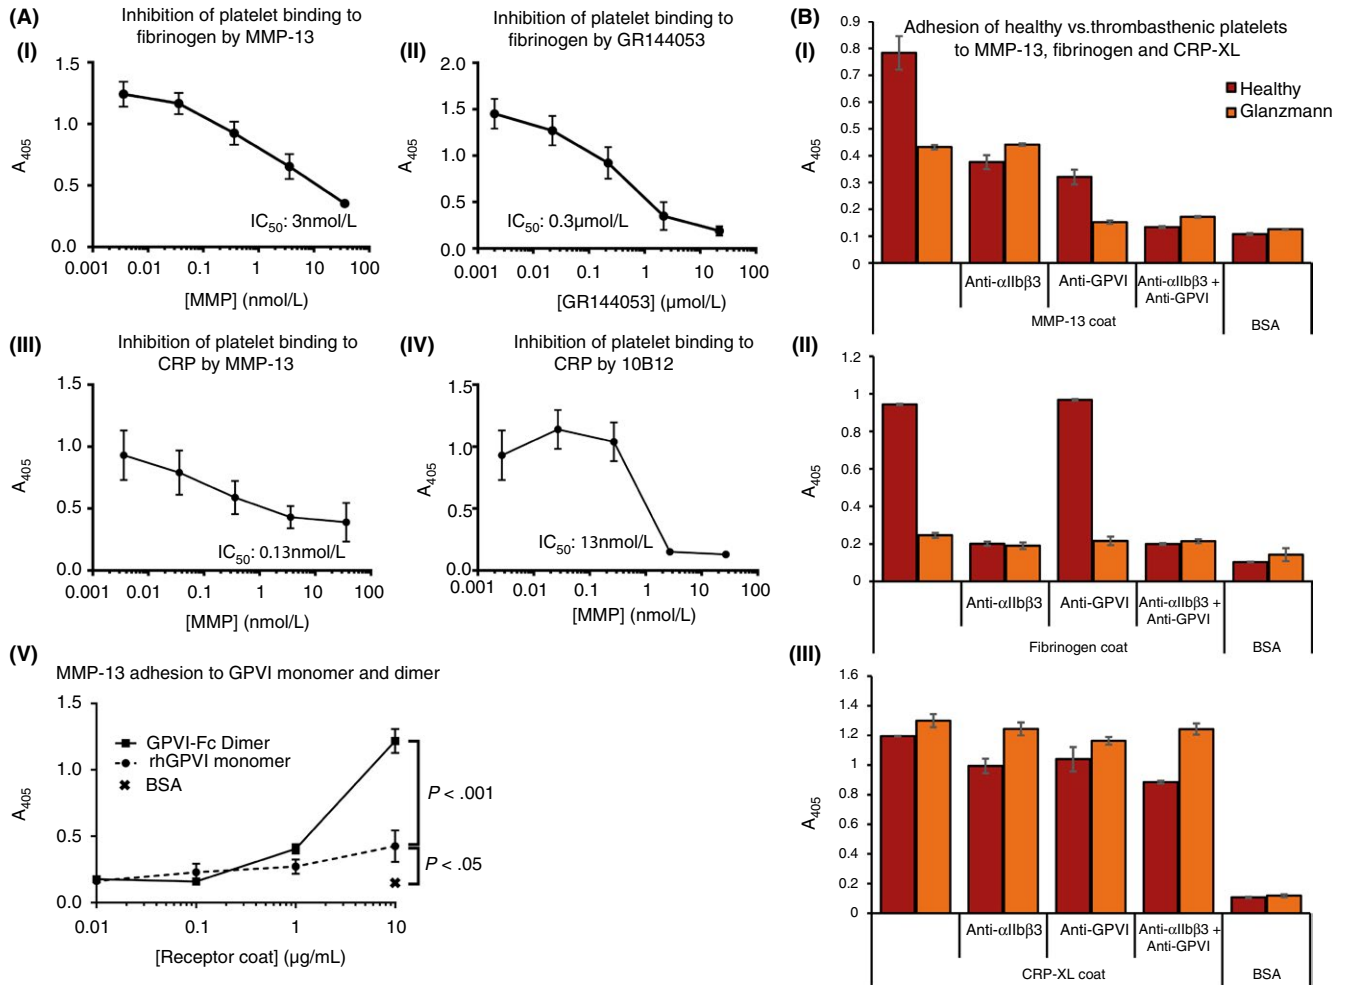 (A)
Inhibition of platelet binding to
fibrinogen by MMP-13
(I)
1.5
1.0
0.5
0.0
A405
IC50: 3nmol/L
0.001 0.01 0.1 1 10 100
[MMP] (nmol/L)
Inhibition of platelet binding to
fibrinogen by GR144053
(II)
2.0
1.5
1.0
0.5
0.0
A405
IC50: 0.3µmol/L
0.001 0.01 0.1 1 10 100
[GR144053] (µmol/L)
(III)
Inhibition of platelet binding to
CRP by MMP-13
1.5
1.0
0.5
0.0
A405
IC50: 0.13nmol/L
0.001 0.01 0.1 1 10 100
[MMP] (nmol/L)
(IV)
Inhibition of platelet binding to
CRP by 10B12
1.5
1.0
0.5
0.0
A405
IC50: 13nmol/L
0.001 0.01 0.1 1 10 100
[MMP] (nmol/L)
(V)
MMP-13 adhesion to GPVI monomer and dimer
1.5
1.0
0.5
0.0
A405
GPVI-Fc Dimer
rhGPVI monomer
BSA
P < .001
P < .05
0.01 0.1 1 10
[Receptor coat] (µg/mL)
(B)
Adhesion of healthy vs.thrombasthenic platelets
to MMP-13, fibrinogen and CRP-XL
(I)
Healthy
Glanzmann
0.9
0.8
0.7
0.6
0.5
0.4
0.3
0.2
0.1
0
A405
Anti-αIIbβ3 Anti-GPVI Anti-αIIbβ3 +
Anti-GPVI
MMP-13 coat BSA
(II)
1.2
1
0.8
0.6
0.4
0.2
0
A405
Anti-αIIbβ3 Anti-GPVI Anti-αIIbβ3 +
Anti-GPVI
Fibrinogen coat BSA
(III)
1.6
1.4
1.2
1
0.8
0.6
0.4
0.2
0
A405
Anti-αIIbβ3 Anti-GPVI Anti-αIIbβ3 +
Anti-GPVI
CRP-XL coat BSA